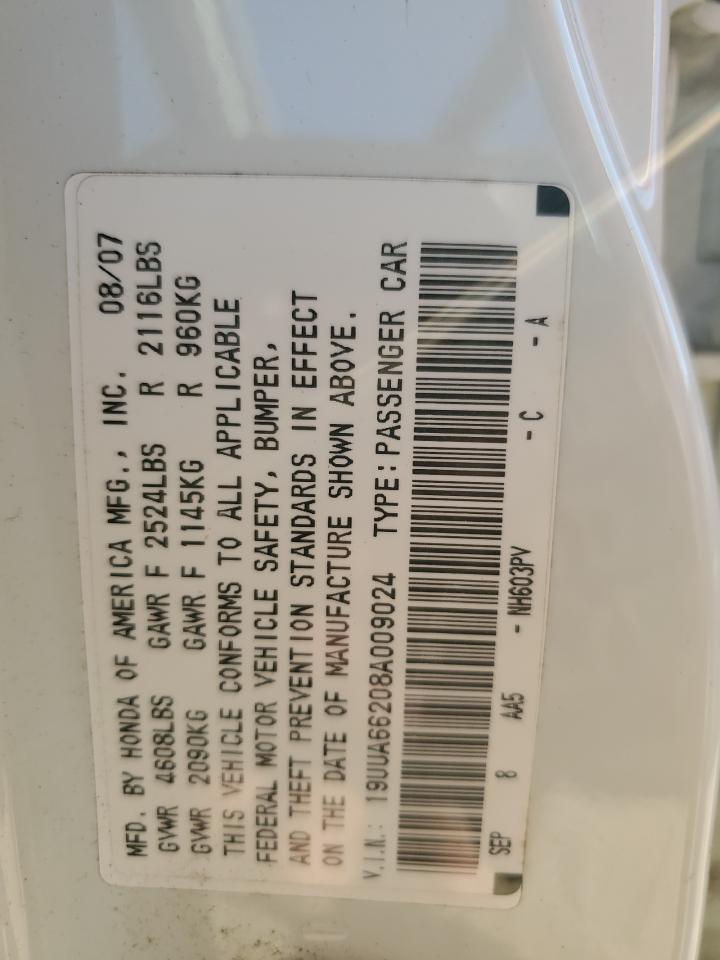 MFD. BY HONDA OF AMERICA MFG., INC. 08/07
GVWR 4608LBS GAWR F 2524LBS R 2116LBS
GVWR 2090KG GAWR F 1145KG R 960KG
THIS VEHICLE CONFORMS TO ALL APPLICABLE
FEDERAL MOTOR VEHICLE SAFETY, BUMPER,
AND THEFT PREVENTION STANDARDS IN EFFECT
ON THE DATE OF MANUFACTURE SHOWN ABOVE.
V.I.N.: 19UUA66208A009024 TYPE:PASSENGER CAR
SEP 8 AA5 - NH603PV - C - A